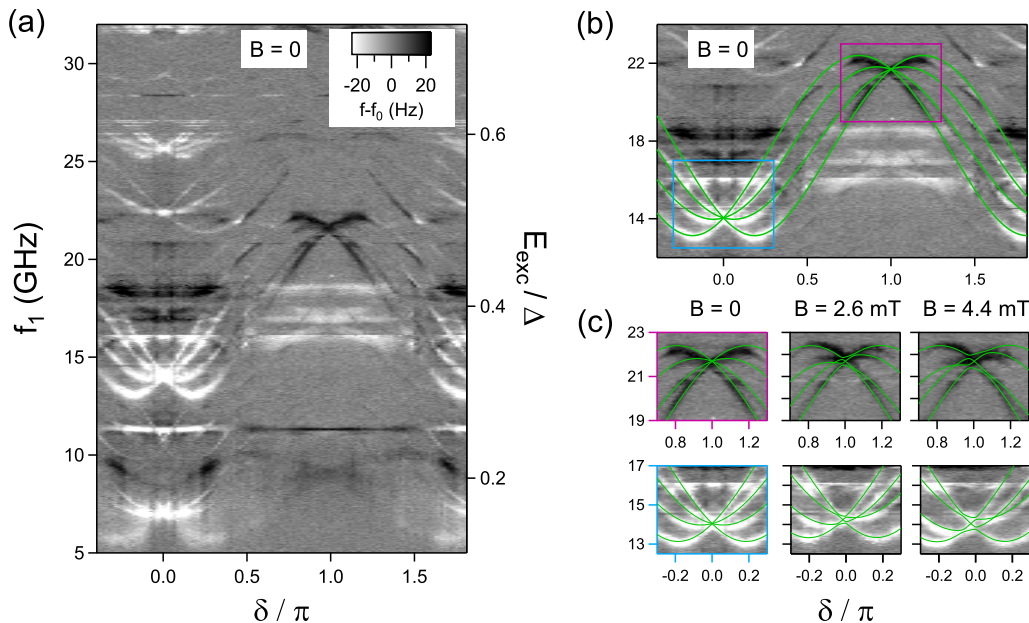 (a)
B = 0
-20 0 20
f-f0 (Hz)
30
25
20
15
10
5
f1 (GHz)
0.6
0.4
0.2
Eexc / Δ
0.0 0.5 1.0 1.5
δ / π
(b)
B = 0
22
18
14
0.0 0.5 1.0 1.5
(c)
B = 0 B = 2.6 mT B = 4.4 mT
23
21
19
0.8 1.0 1.2 0.8 1.0 1.2 0.8 1.0 1.2
17
15
13
-0.2 0.0 0.2 -0.2 0.0 0.2 -0.2 0.0 0.2
δ / π